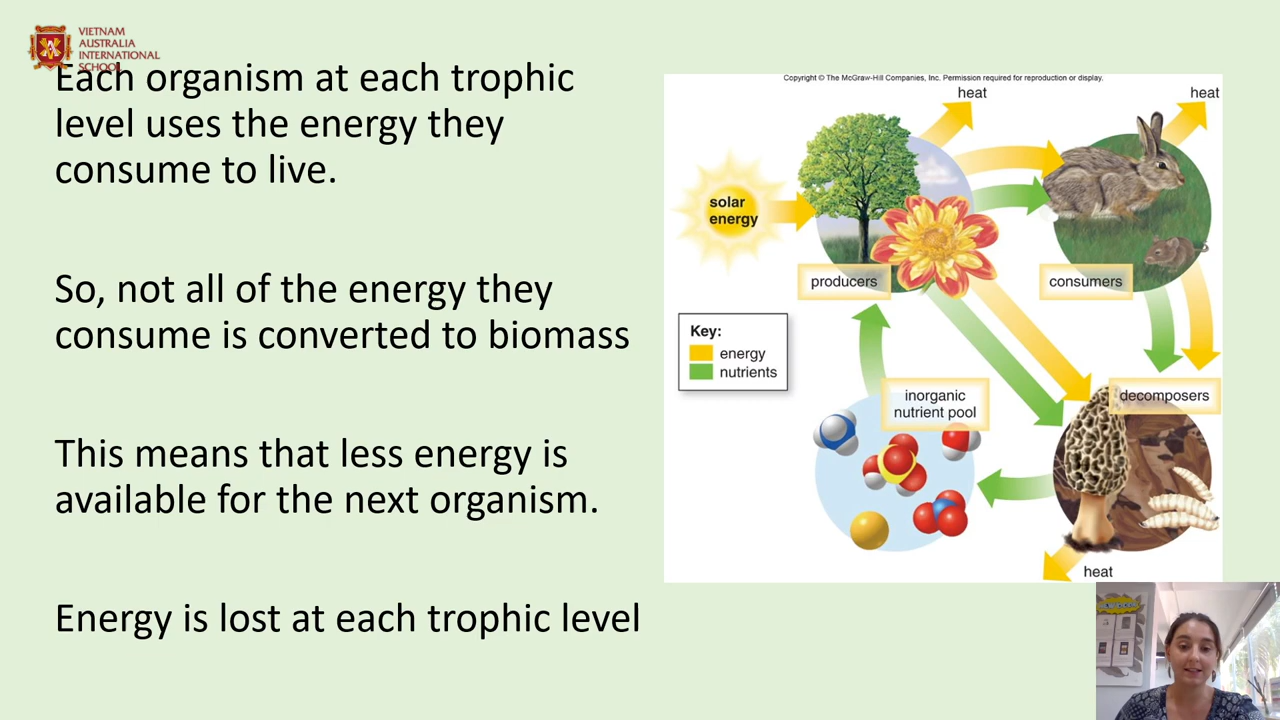 VIETNAM
AUSTRALIA
INTERNATIONAL
SCHOOL
Each organism at each trophic
level uses the energy they
consume to live.
So, not all of the energy they
consume is converted to biomass
This means that less energy is
available for the next organism.
Energy is lost at each trophic level
Copyright © The McGraw-Hill Companies, Inc. Permission required for reproduction or display.
heat
heat
solar
energy
producers
consumers
Key:
energy
nutrients
inorganic
nutrient pool
decomposers
heat